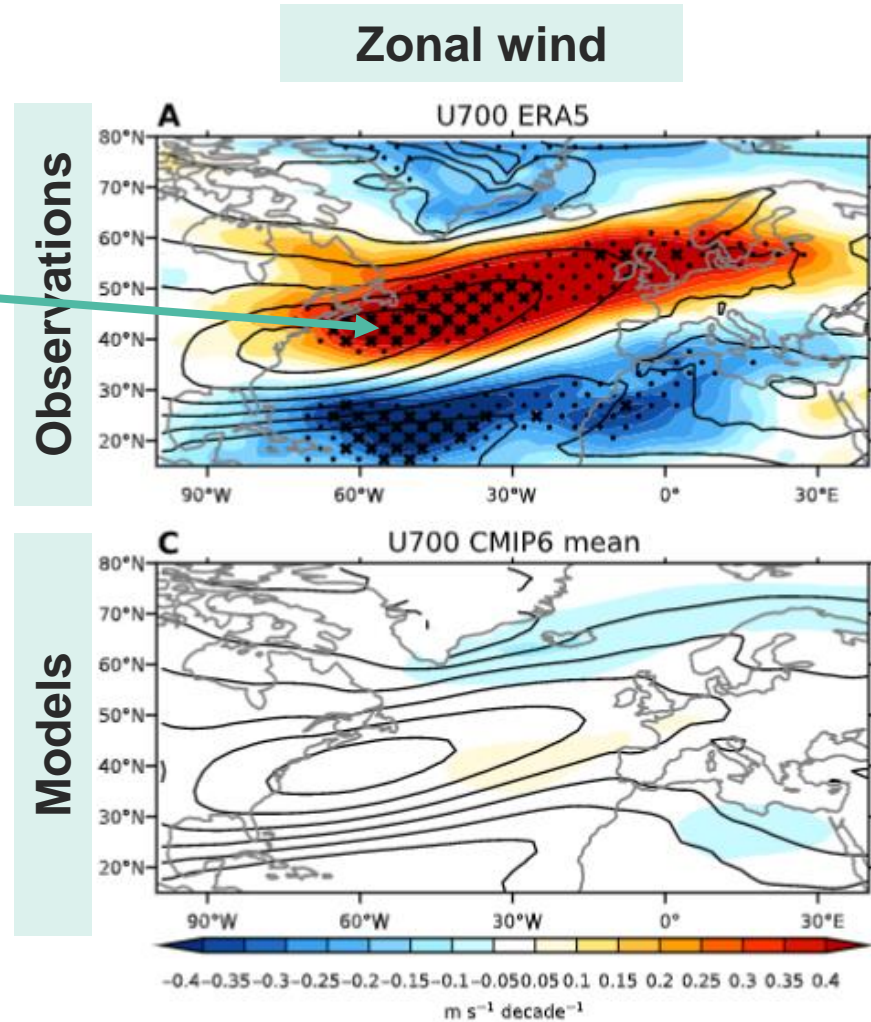 Zonal wind
Observations
A
U700 ERA5
80°N
70°N
60°N
50°N
40°N
30°N
20°N
90°W 60°W 30°W 0° 30°E
Models
C
U700 CMIP6 mean
80°N
70°N
60°N
50°N
40°N
30°N
20°N
90°W 60°W 30°W 0° 30°E
−0.4−0.35−0.3−0.25−0.2−0.15−0.1−0.050.05 0.1 0.15 0.2 0.25 0.3 0.35 0.4
m s⁻¹ decade⁻¹